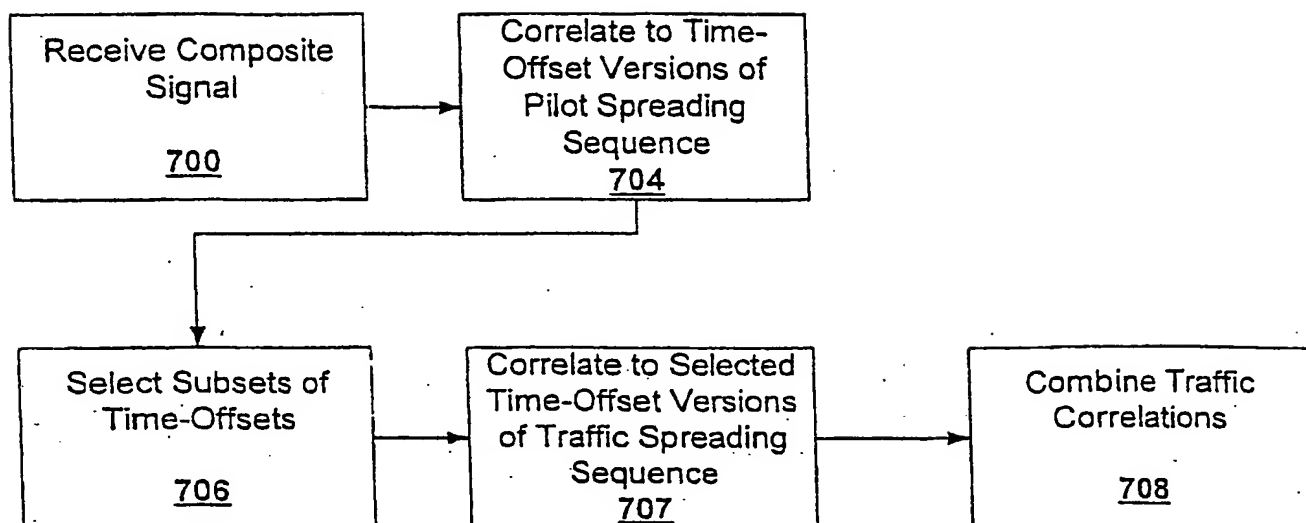 Receive Composite
Signal
700
Correlate to Time-
Offset Versions of
Pilot Spreading
Sequence
704
Select Subsets of
Time-Offsets
706
Correlate to Selected
Time-Offset Versions
of Traffic Spreading
Sequence
707
Combine Traffic
Correlations
708